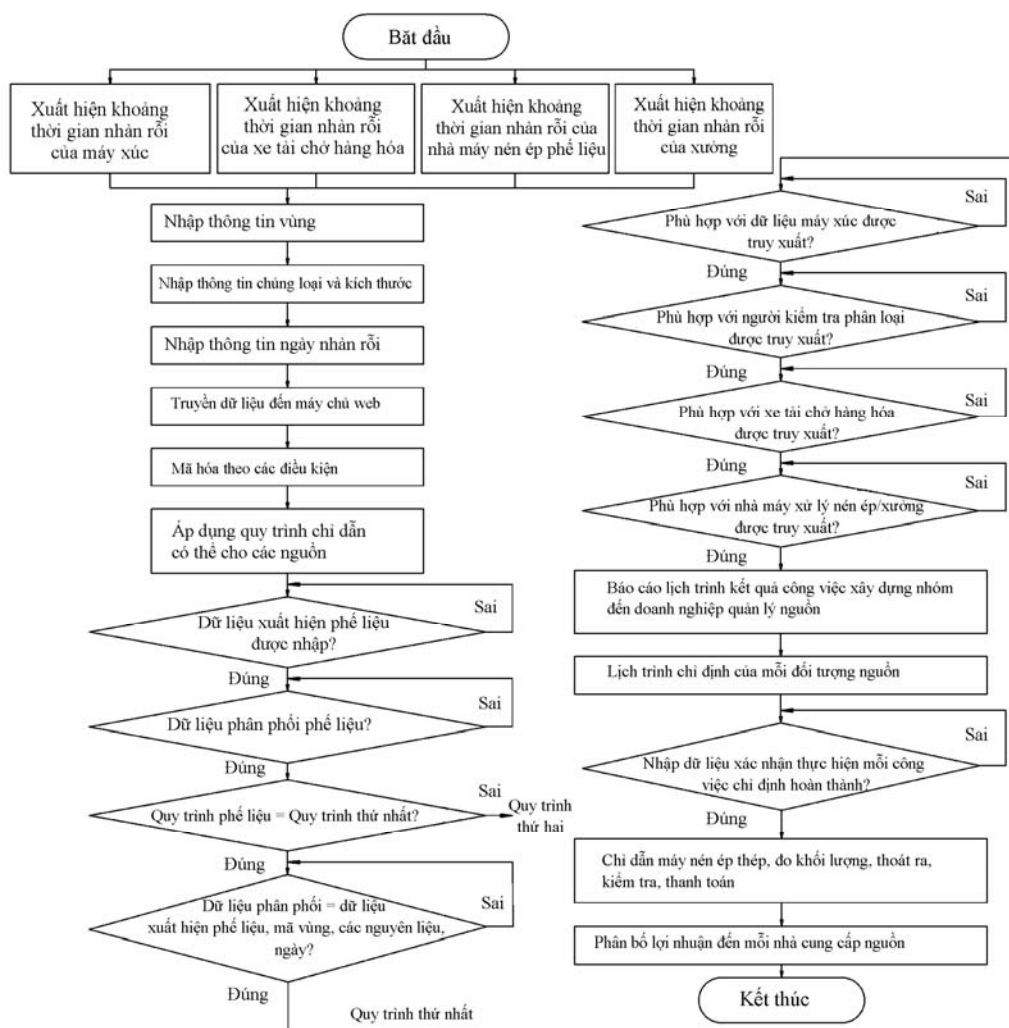 Băt dầu
Xuất hiện khoảng
thời gian nhàn rỗi
của máy xúc
Xuất hiện khoảng
thời gian nhàn rỗi
của xe tải chở hàng hóa
Xuất hiện khoảng
thời gian nhàn rỗi của
nhà máy nén ép phế liệu
Xuất hiện khoảng
thời gian nhàn rỗi
của xưởng
Nhập thông tin vùng
Nhập thông tin chủng loại và kích thước
Nhập thông tin ngày nhàn rỗi
Truyền dữ liệu đến máy chủ web
Mã hóa theo các điều kiện
Áp dụng quy trình chỉ dẫn
có thể cho các nguồn
Sai
Dữ liệu xuất hiện phế liệu
được nhập?
Đúng
Sai
Dữ liệu phân phối phế liệu?
Đúng
Sai
Quy trình phế liệu = Quy trình thứ nhất?
Quy trình
thứ hai
Đúng
Sai
Dữ liệu phân phối = dữ liệu
xuất hiện phế liệu, mã vùng, các nguyên liệu,
ngày?
Đúng
Quy trình thứ nhất
Sai
Phù hợp với dữ liệu máy xúc được
truy xuất?
Đúng
Sai
Phù hợp với người kiểm tra phân loại
được truy xuất?
Đúng
Sai
Phù hợp với xe tải chở hàng hóa
được truy xuất?
Đúng
Sai
Phù hợp với nhà máy xử lý nén ép/xưởng
được truy xuất?
Đúng
Báo cáo lịch trình kết quả công việc xây dựng nhóm
đến doanh nghiệp quản lý nguồn
Lịch trình chỉ định của mỗi đối tượng nguồn
Sai
Nhập dữ liệu xác nhận thực hiện mỗi công
việc chỉ định hoàn thành?
Đúng
Chỉ dẫn máy nén ép thép, đo khối lượng, thoát ra,
kiểm tra, thanh toán
Phân bố lợi nhuận đến mỗi nhà cung cấp nguồn
Kết thúc